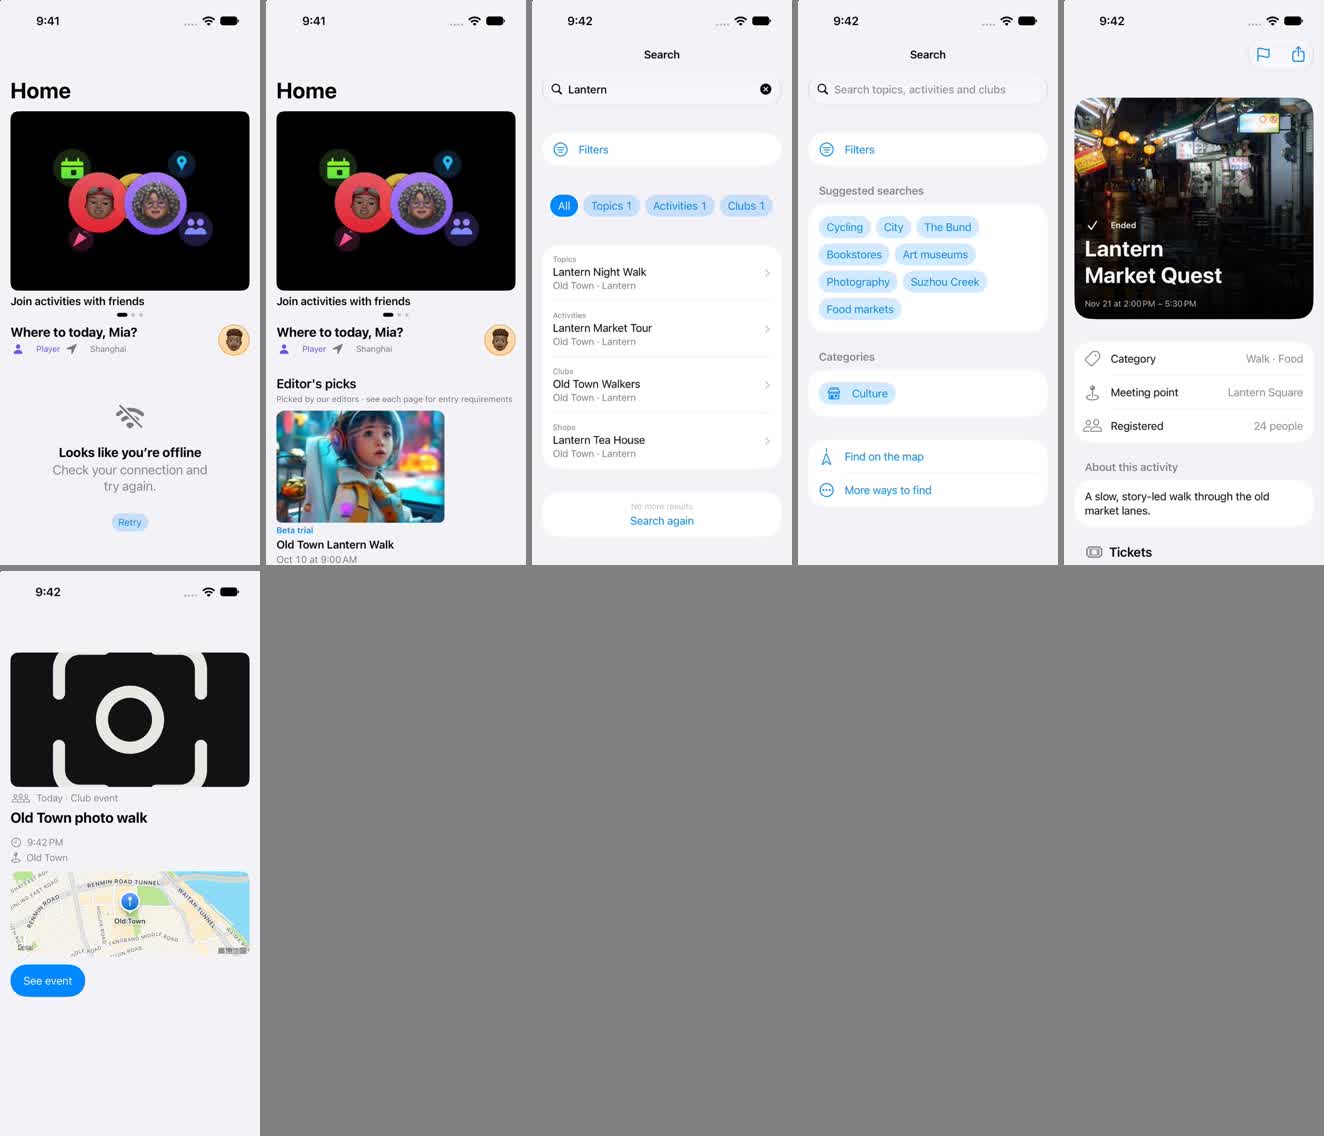 9:41
Home
Join activities with friends
Where to today, Mia?
Player
Shanghai
Looks like you're offline
Check your connection and
try again.
Retry
9:41
Home
Join activities with friends
Where to today, Mia?
Player
Shanghai
Editor's picks
Picked by our editors · see each page for entry requirements
Beta trial
Old Town Lantern Walk
Oct 10 at 9:00 AM
9:42
Search
Lantern
Filters
All
Topics 1
Activities 1
Clubs 1
Topics
Lantern Night Walk
Old Town · Lantern
Activities
Lantern Market Tour
Old Town · Lantern
Clubs
Old Town Walkers
Old Town · Lantern
Shops
Lantern Tea House
Old Town · Lantern
No more results
Search again
9:42
Search
Search topics, activities and clubs
Filters
Suggested searches
Cycling
City
The Bund
Bookstores
Art museums
Photography
Suzhou Creek
Food markets
Categories
Culture
Find on the map
More ways to find
9:42
Ended
Lantern
Market Quest
Nov 21 at 2:00 PM – 5:30 PM
Category
Walk · Food
Meeting point
Lantern Square
Registered
24 people
About this activity
A slow, story-led walk through the old
market lanes.
Tickets
9:42
Today · Club event
Old Town photo walk
9:42 PM
Old Town
RENMIN ROAD TUNNEL
RENMIN ROAD
WAITAN TUNNEL
Old Town
MIDDLE ROAD
See event